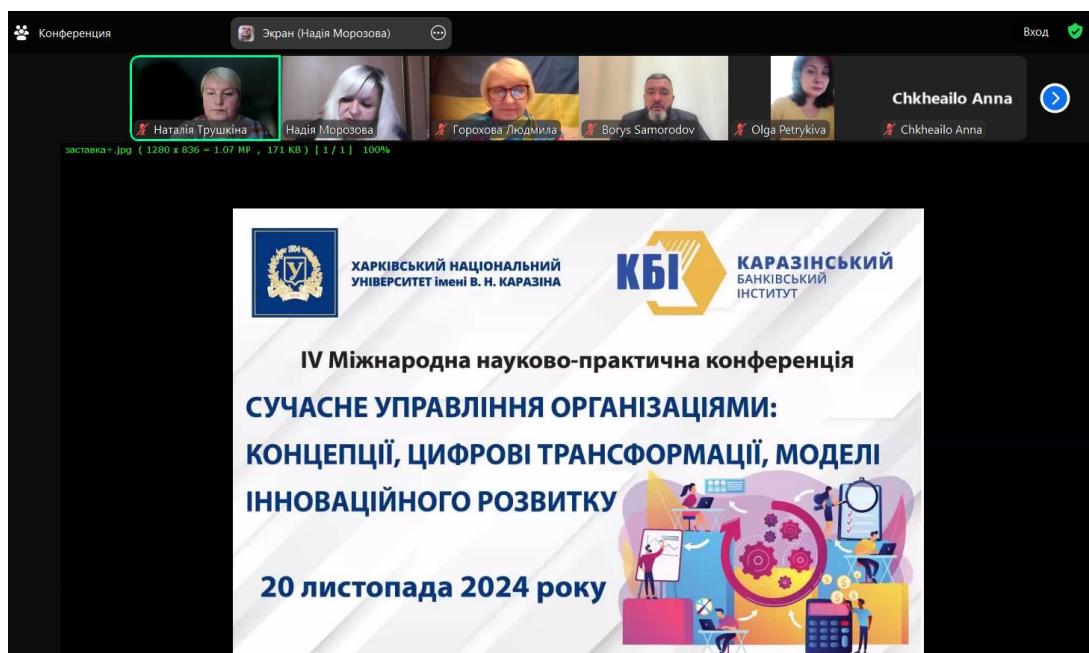 Конференция
Экран (Надія Морозова)
Вход
Наталія Трушкіна
Надія Морозова
Горохова Людмила
Borys Samorodov
Olga Petrykiva
Chkheailo Anna
Chkheailo Anna
заставка+.jpg ( 1280 x 836 = 1.07 MP , 171 KB ) [ 1 / 1 ] 100%
1804
У
ХАРКІВСЬКИЙ НАЦІОНАЛЬНИЙ
УНІВЕРСИТЕТ імені В. Н. КАРАЗІНА
КБІ
КАРАЗІНСЬКИЙ
БАНКІВСЬКИЙ
ІНСТИТУТ
IV Міжнародна науково-практична конференція
СУЧАСНЕ УПРАВЛІННЯ ОРГАНІЗАЦІЯМИ:
КОНЦЕПЦІЇ, ЦИФРОВІ ТРАНСФОРМАЦІЇ, МОДЕЛІ
ІННОВАЦІЙНОГО РОЗВИТКУ
20 листопада 2024 року